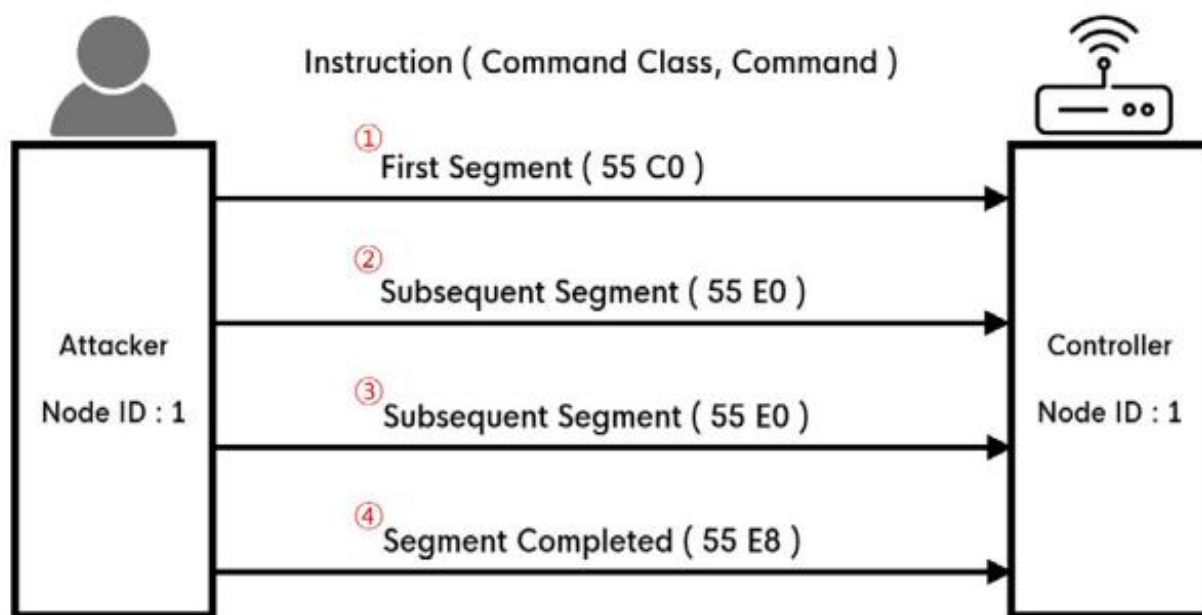 Instruction ( Command Class, Command )
①
First Segment ( 55 C0 )
②
Subsequent Segment ( 55 E0 )
③
Subsequent Segment ( 55 E0 )
④
Segment Completed ( 55 E8 )
Attacker
Node ID : 1
Controller
Node ID : 1